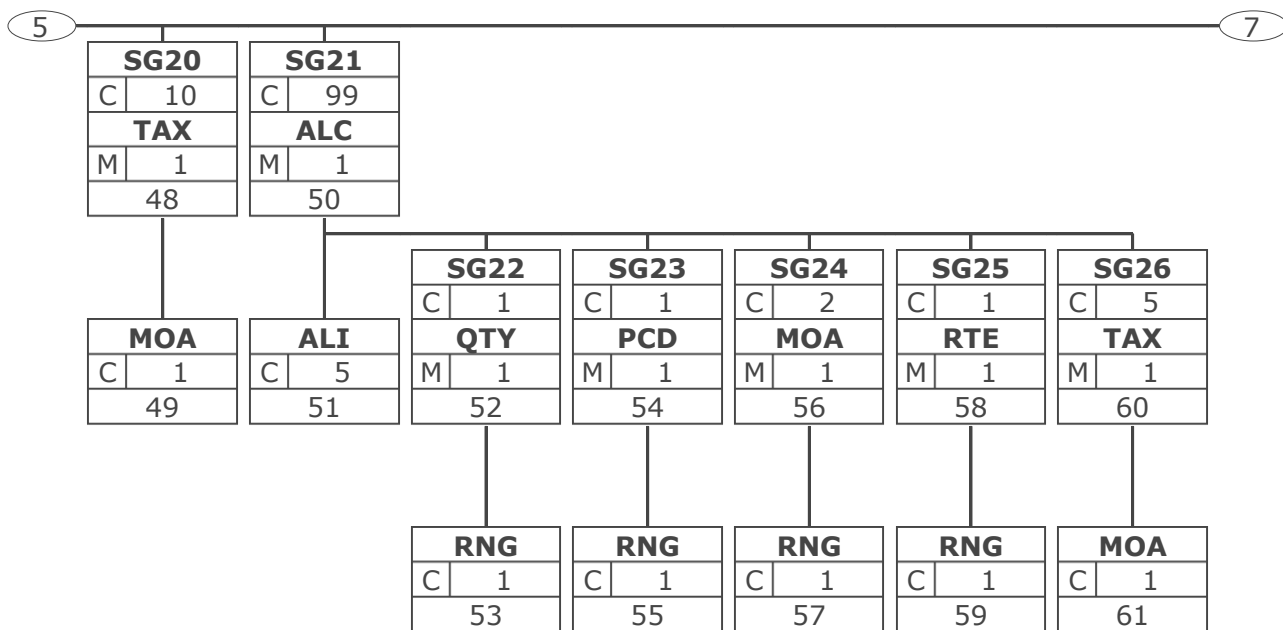 5 7
SG20 SG21
C 10 C 99
TAX ALC
M 1 M 1
48 50
SG22 SG23 SG24 SG25 SG26
C 1 C 1 C 2 C 1 C 5
MOA ALI QTY PCD MOA RTE TAX
C 1 C 5 M 1 M 1 M 1 M 1 M 1
49 51 52 54 56 58 60
RNG RNG RNG RNG MOA
C 1 C 1 C 1 C 1 C 1
53 55 57 59 61